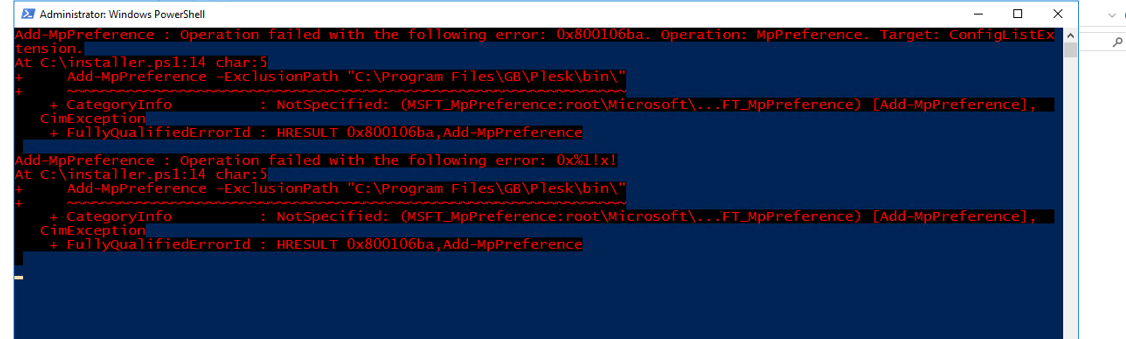 Administrator: Windows PowerShell
Add-MpPreference : Operation failed with the following error: 0x800106ba. Operation: MpPreference. Target: ConfigListEx
tension.
At C:\installer.ps1:14 char:5
+     Add-MpPreference -ExclusionPath "C:\Program Files\GB\Plesk\bin\"
+     ~~~~~~~~~~~~~~~~~~~~~~~~~~~~~~~~~~~~~~~~~~~~~~~~~~~~~~~~~~~~~~~~
    + CategoryInfo          : NotSpecified: (MSFT_MpPreference:root\Microsoft\...FT_MpPreference) [Add-MpPreference],
   CimException
    + FullyQualifiedErrorId : HRESULT 0x800106ba,Add-MpPreference
Add-MpPreference : Operation failed with the following error: 0x%1!x!
At C:\installer.ps1:14 char:5
+     Add-MpPreference -ExclusionPath "C:\Program Files\GB\Plesk\bin\"
+     ~~~~~~~~~~~~~~~~~~~~~~~~~~~~~~~~~~~~~~~~~~~~~~~~~~~~~~~~~~~~~~~~
    + CategoryInfo          : NotSpecified: (MSFT_MpPreference:root\Microsoft\...FT_MpPreference) [Add-MpPreference],
   CimException
    + FullyQualifiedErrorId : HRESULT 0x800106ba,Add-MpPreference